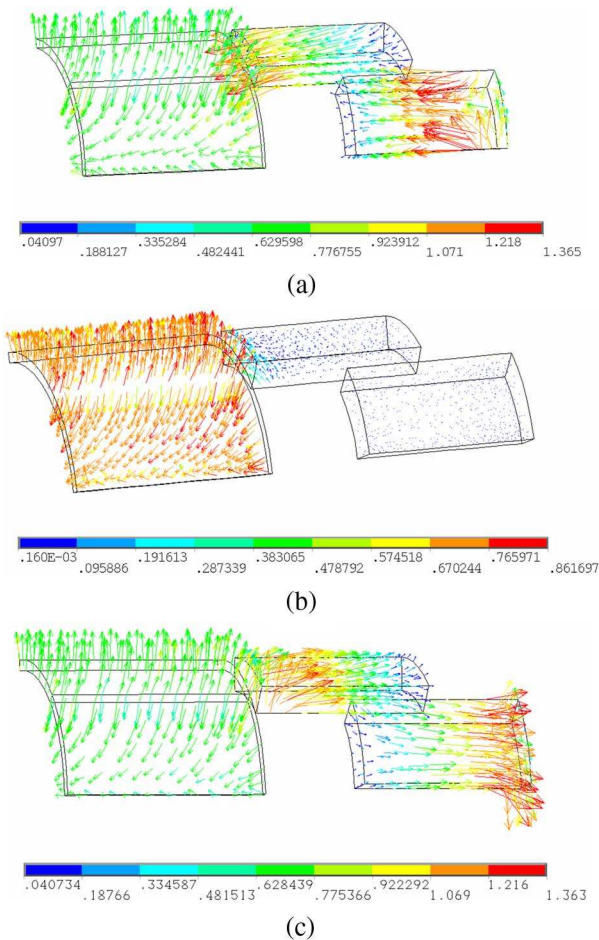 .04097 .335284 .629598 .923912 1.218
.188127 .482441 .776755 1.071 1.365
(a)
.160E-03 .191613 .383065 .574518 .765971
.095886 .287339 .478792 .670244 .861697
(b)
.040734 .334587 .628439 .922292 1.216
.18766 .481513 .775366 1.069 1.363
(c)